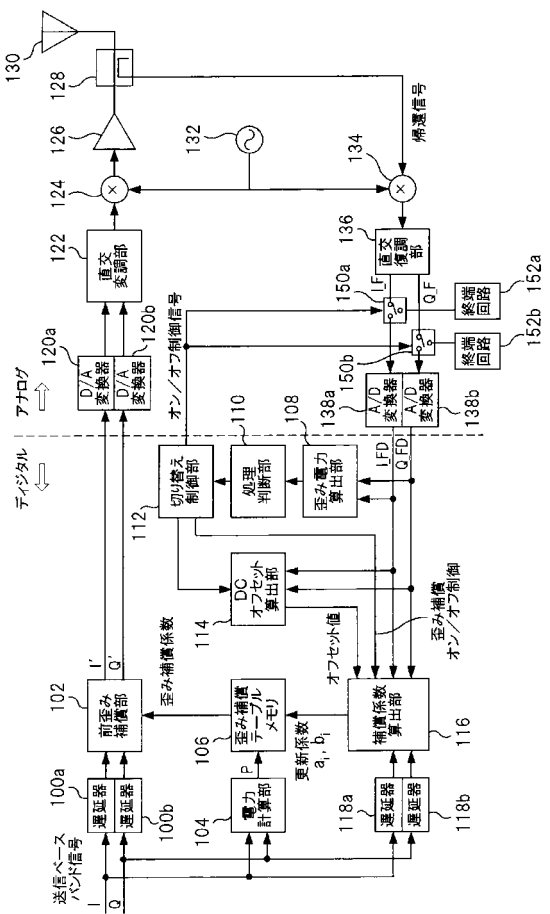 送信ベース
バンド信号
I
Q
100a
遅延器
遅延器
100b
102
前歪み
補償部
I'
Q'
歪み補償係数
104
電力
計算部
P
106
歪み補償
テーブル
メモリ
更新係数
ai, bi
118a
遅延器
遅延器
118b
補償係数
算出部
116
オフセット値
歪み補償
オン/オフ制御
DC
オフセット
算出部
114
切り替え
制御部
112
処理
判断部
110
歪み電力
算出部
108
I_FD
Q_FD
ディジタル
アナログ
120a
D/A
変換器
D/A
変換器
120b
オン/オフ制御信号
122
直交
変調部
124
×
126
128
130
132
134
×
帰還信号
136
直交
復調部
I_F
Q_F
150a
150b
終端
回路
152a
終端
回路
152b
138a
A/D
変換器
A/D
変換器
138b